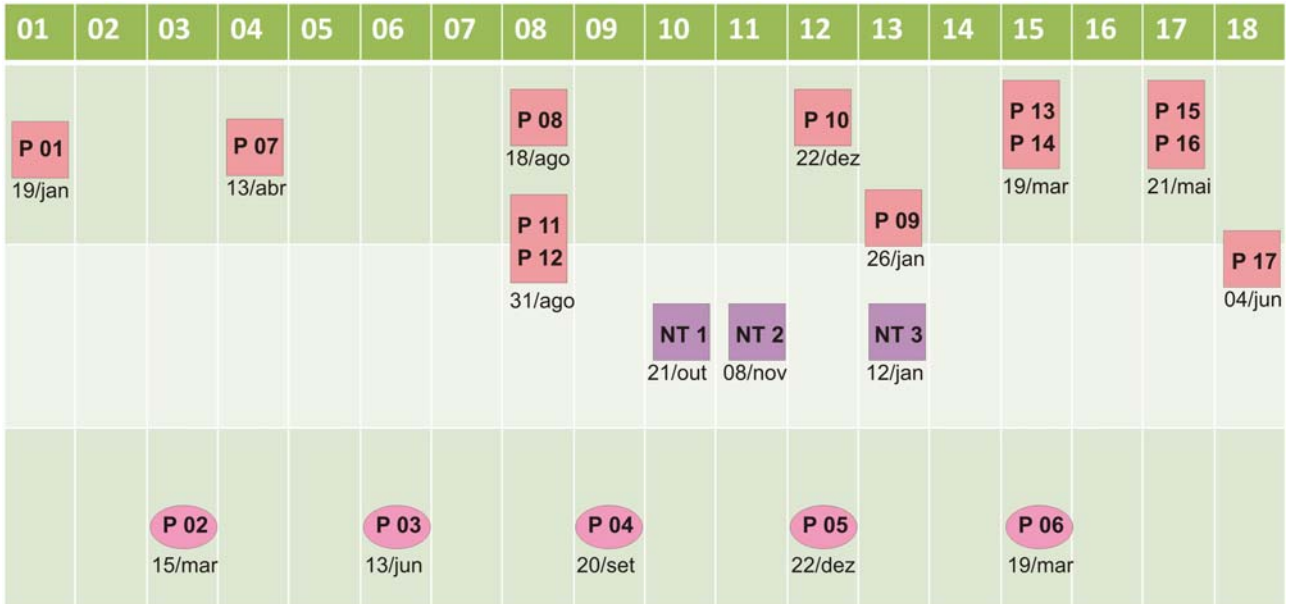 01 02 03 04 05 06 07 08 09 10 11 12 13 14 15 16 17 18
P 01
19/jan
P 07
13/abr
P 08
18/ago
P 11
P 12
31/ago
P 10
22/dez
P 09
26/jan
P 13
P 14
19/mar
P 15
P 16
21/mai
P 17
04/jun
NT 1
21/out
NT 2
08/nov
NT 3
12/jan
P 02
15/mar
P 03
13/jun
P 04
20/set
P 05
22/dez
P 06
19/mar